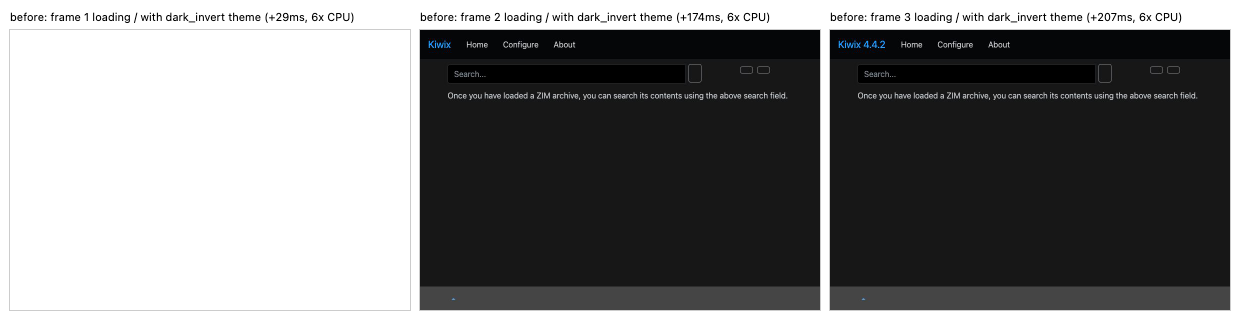 before: frame 1 loading / with dark_invert theme (+29ms, 6x CPU)
before: frame 2 loading / with dark_invert theme (+174ms, 6x CPU)
before: frame 3 loading / with dark_invert theme (+207ms, 6x CPU)
Kiwix Home Configure About
Search...
Once you have loaded a ZIM archive, you can search its contents using the above search field.
Kiwix 4.4.2 Home Configure About
Search...
Once you have loaded a ZIM archive, you can search its contents using the above search field.